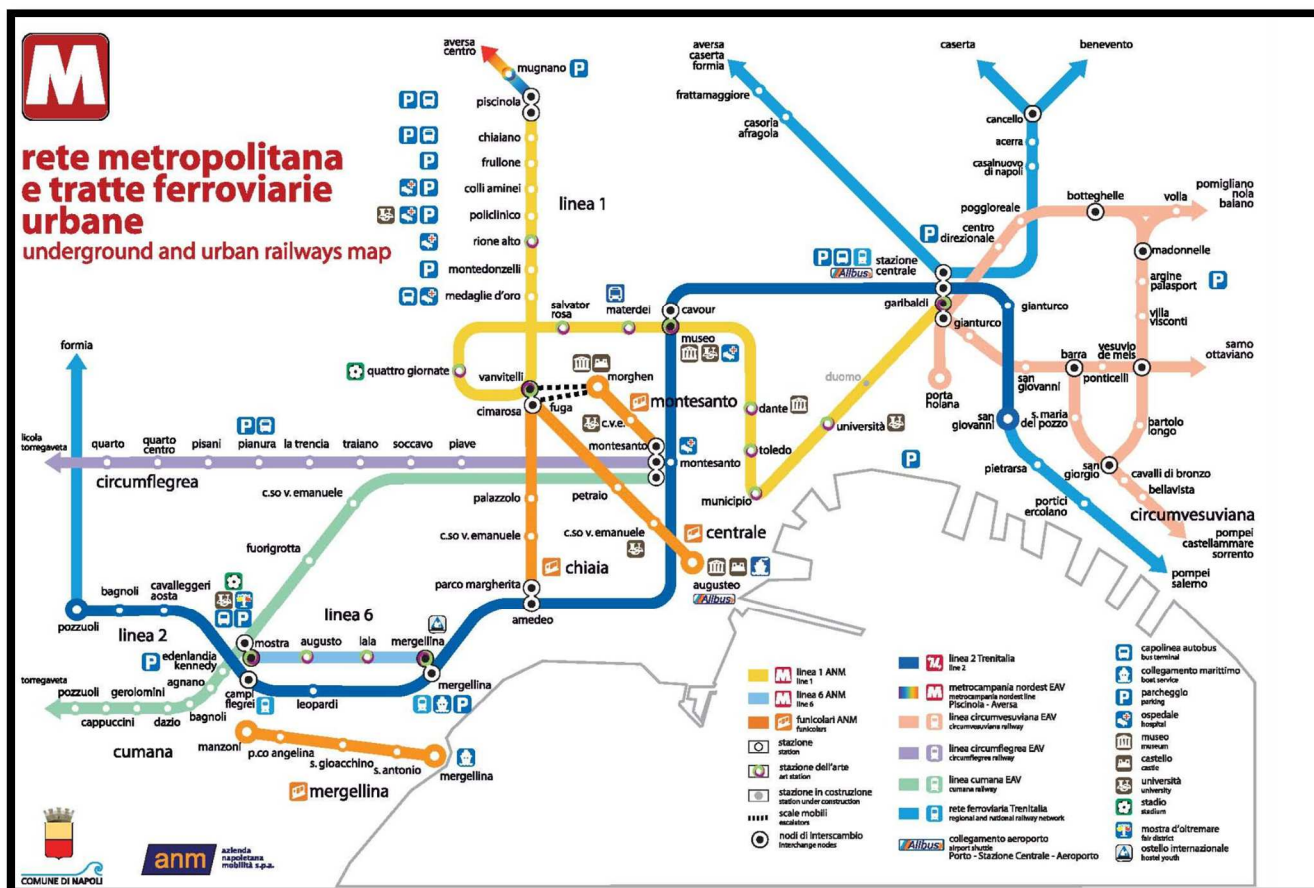 M
rete metropolitana
e tratte ferroviarie
urbane
underground and urban railways map
aversa
centro
mugnano
P
piscinola
P
chiaiano
P
frullone
P
colli aminei
P
policlinico
P
rione alto
montedonzelli
P
medaglie d'oro
linea 1
salvator
rosa
materdei
cavour
museo
quattro giornate
vanvitelli
cimarosa
fuga
morghen
montesanto
c.v.e.
montesanto
montesanto
dante
toledo
municipio
università
duomo
garibaldi
P
Alibus
stazione
centrale
aversa
caserta
formia
frattamaggiore
casoria
afragola
caserta
benevento
cancello
acerra
casalnuovo
di napoli
P
centro
direzionale
poggioreale
botteghelle
volla
pomigliano
nola
baiano
madonnelle
argine
palasport
P
villa
visconti
vesuvio
de meis
sarno
ottaviano
barra
ponticelli
gianturco
gianturco
san
giovanni
porta
nolana
san
giovanni
s. maria
del pozzo
bartolo
longo
san
giorgio
cavalli di bronzo
bellavista
circumvesuviana
pompei
castellammare
sorrento
pietrarsa
portici
ercolano
pompei
salerno
P
formia
licola
torregaveta
quarto
quarto
centro
pisani
P
pianura
la trencia
traiano
soccavo
piave
circumflegrea
c.so v. emanuele
fuorigrotta
palazzolo
c.so v. emanuele
chiaia
parco margherita
amedeo
petraio
c.so v. emanuele
centrale
augusteo
Alibus
pozzuoli
bagnoli
cavalleggeri
aosta
P
linea 2
linea 6
mostra
augusto
lala
mergellina
P
edenlandia
kennedy
agnano
campi
flegrei
leopardi
mergellina
P
torregaveta
pozzuoli
gerolomini
cappuccini
dazio
bagnoli
cumana
manzoni
p.co angelina
s. gioacchino
s. antonio
mergellina
mergellina
M
linea 1 ANM
line 1
M
linea 6 ANM
line 6
funicolari ANM
funiculars
stazione
station
stazione dell'arte
art station
stazione in costruzione
station under construction
scale mobili
escalators
nodi di interscambio
interchange nodes
linea 2 Trenitalia
line 2
M
metrocampania nordest EAV
metrocampania nordest line
Piscinola - Aversa
linea circumvesuviana EAV
circumvesuviana railway
linea circumflegrea EAV
circumflegrea railway
linea cumana EAV
cumana railway
rete ferroviaria Trenitalia
regional and national railway network
Alibus
collegamento aeroporto
airport shuttle
Porto - Stazione Centrale - Aeroporto
capolinea autobus
bus terminal
collegamento marittimo
boat service
P
parcheggio
parking
ospedale
hospital
museo
museum
castello
castle
università
university
stadio
stadium
mostra d'oltremare
fair district
ostello internazionale
hostel youth
COMUNE DI NAPOLI
anm
azienda
napoletana
mobilità s.p.a.